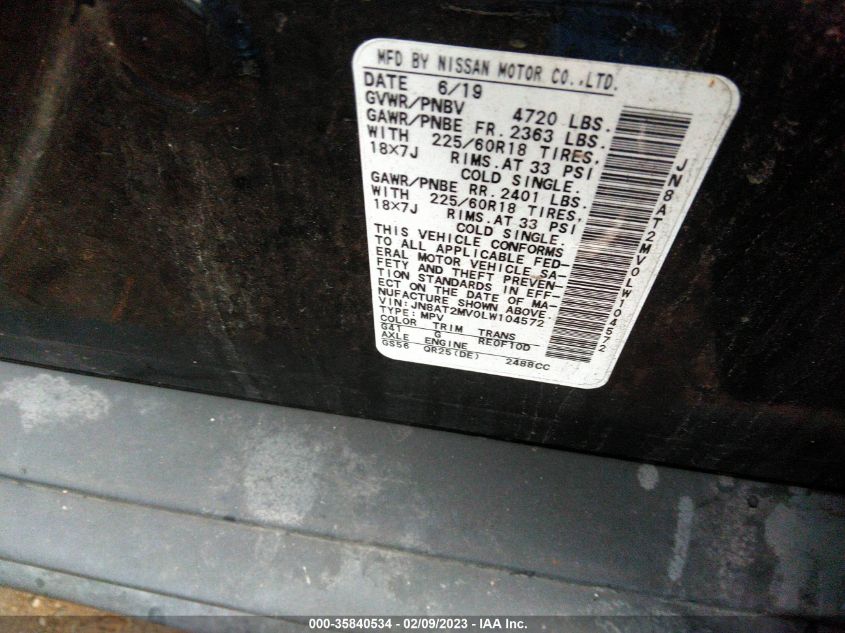 MFD BY NISSAN MOTOR CO.,LTD.
DATE 6/19
GVWR/PNBV 4720 LBS.
GAWR/PNBE FR. 2363 LBS.
WITH 225/60R18 TIRES,
18X7J RIMS.AT 33 PSI
COLD SINGLE.
GAWR/PNBE RR. 2401 LBS.
WITH 225/60R18 TIRES,
18X7J RIMS.AT 33 PSI
COLD SINGLE.
THIS VEHICLE CONFORMS
TO ALL APPLICABLE FED-
ERAL MOTOR VEHICLE SA-
FETY AND THEFT PREVEN-
TION STANDARDS IN EFF-
ECT ON THE DATE OF MA-
NUFACTURE SHOWN ABOVE.
VIN: JN8AT2MV0LW104572
TYPE: MPV
COLOR TRIM TRANS
G41 G RE0F10D
AXLE ENGINE
GS56 QR25(DE) 2488CC
JN8AT2MV0LW104572
000-35840534 - 02/09/2023 - IAA Inc.